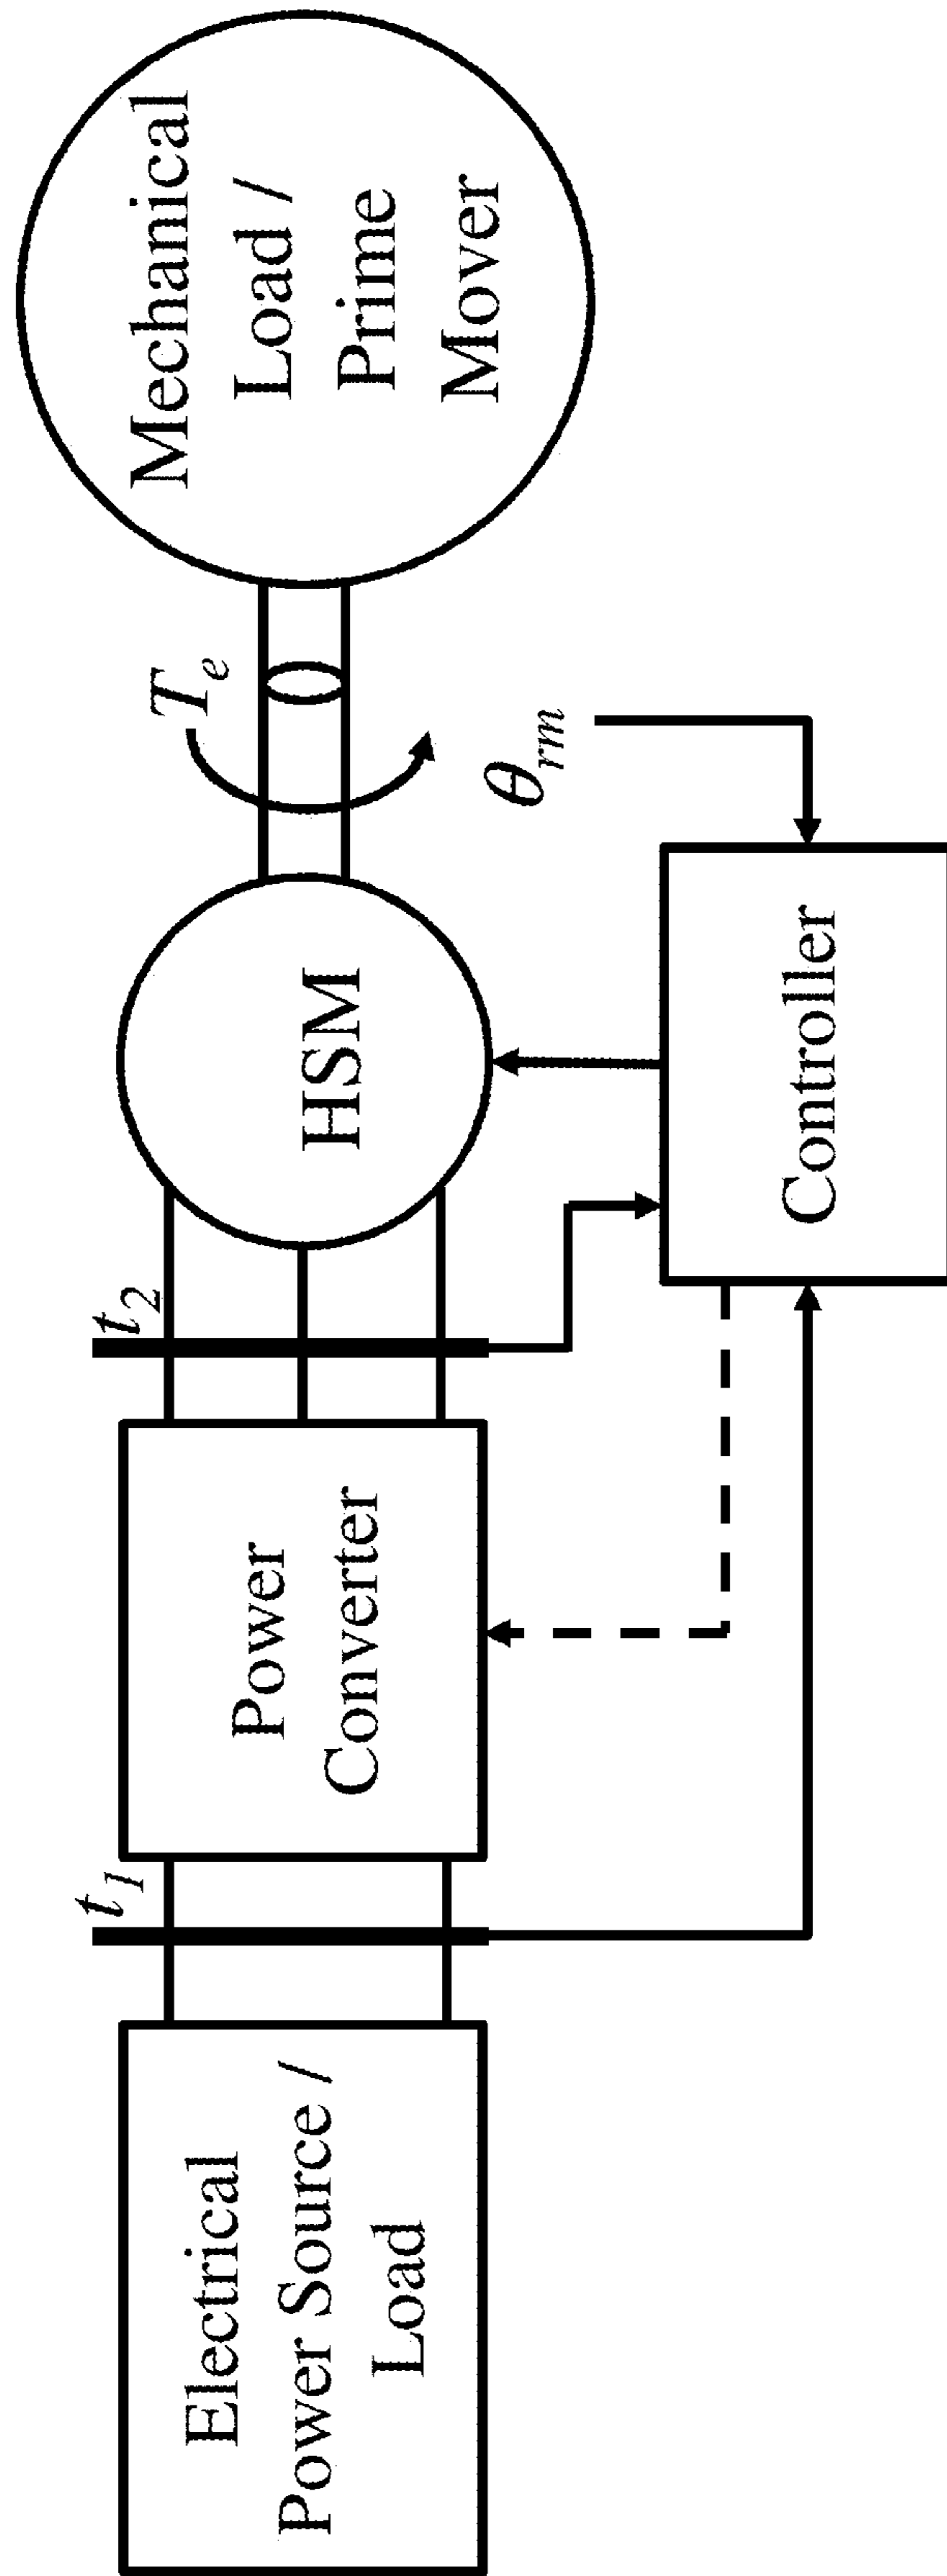 Electrical
Power Source /
Load
t1
Power
Converter
t2
HSM
Te
θrm
Mechanical
Load /
Prime
Mover
Controller